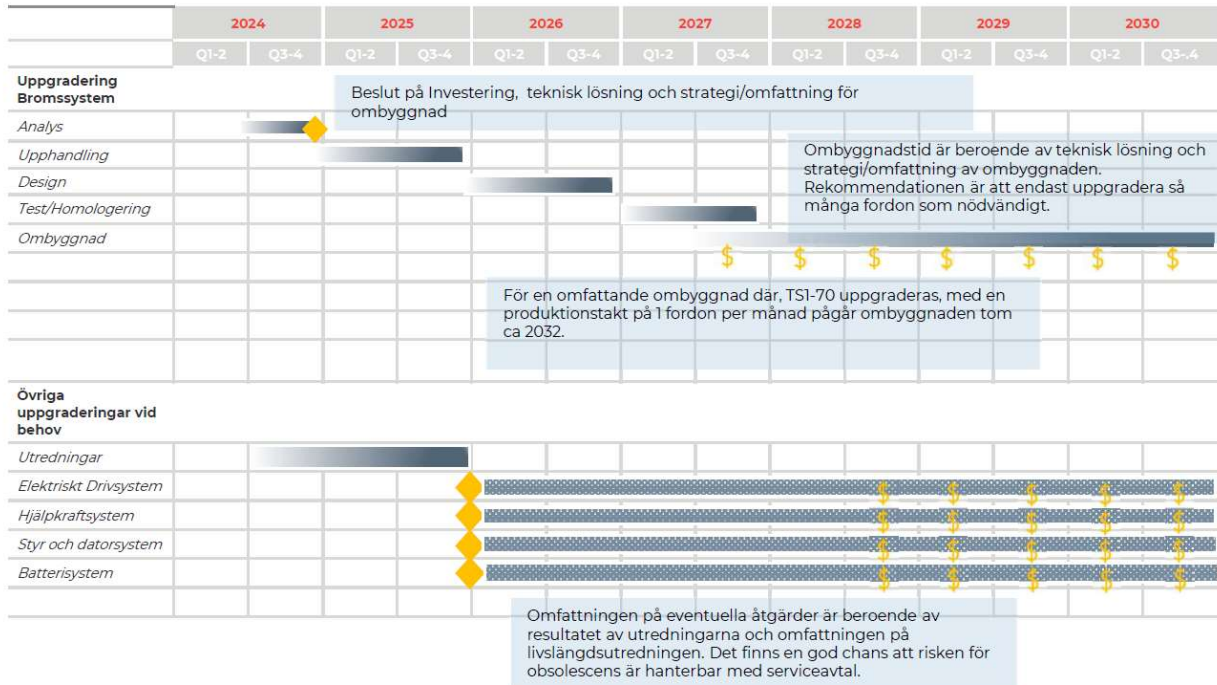 2024 2025 2026 2027 2028 2029 2030
Q1-2 Q3-4 Q1-2 Q3-4 Q1-2 Q3-4 Q1-2 Q3-4 Q1-2 Q3-4 Q1-2 Q3-4 Q1-2 Q3-.4
Uppgradering
Bromssystem
Beslut på Investering, teknisk lösning och strategi/omfattning för
ombyggnad
Analys
Upphandling
Design
Test/Homologering
Ombyggnad
Ombyggnadstid är beroende av teknisk lösning och
strategi/omfattning av ombyggnaden.
Rekommendationen är att endast uppgradera så
många fordon som nödvändigt.
$ $ $ $ $ $ $
För en omfattande ombyggnad där, TS1-70 uppgraderas, med en
produktionstakt på 1 fordon per månad pågår ombyggnaden tom
ca 2032.
Övriga
uppgraderingar vid
behov
Utredningar
Elektriskt Drivsystem
$ $ $ $ $
Hjälpkraftsystem
$ $ $ $ $
Styr och datorsystem
$ $ $ $ $
Batterisystem
$ $ $ $ $
Omfattningen på eventuella åtgärder är beroende av
resultatet av utredningarna och omfattningen på
livslängdsutredningen. Det finns en god chans att risken för
obsolescens är hanterbar med serviceavtal.